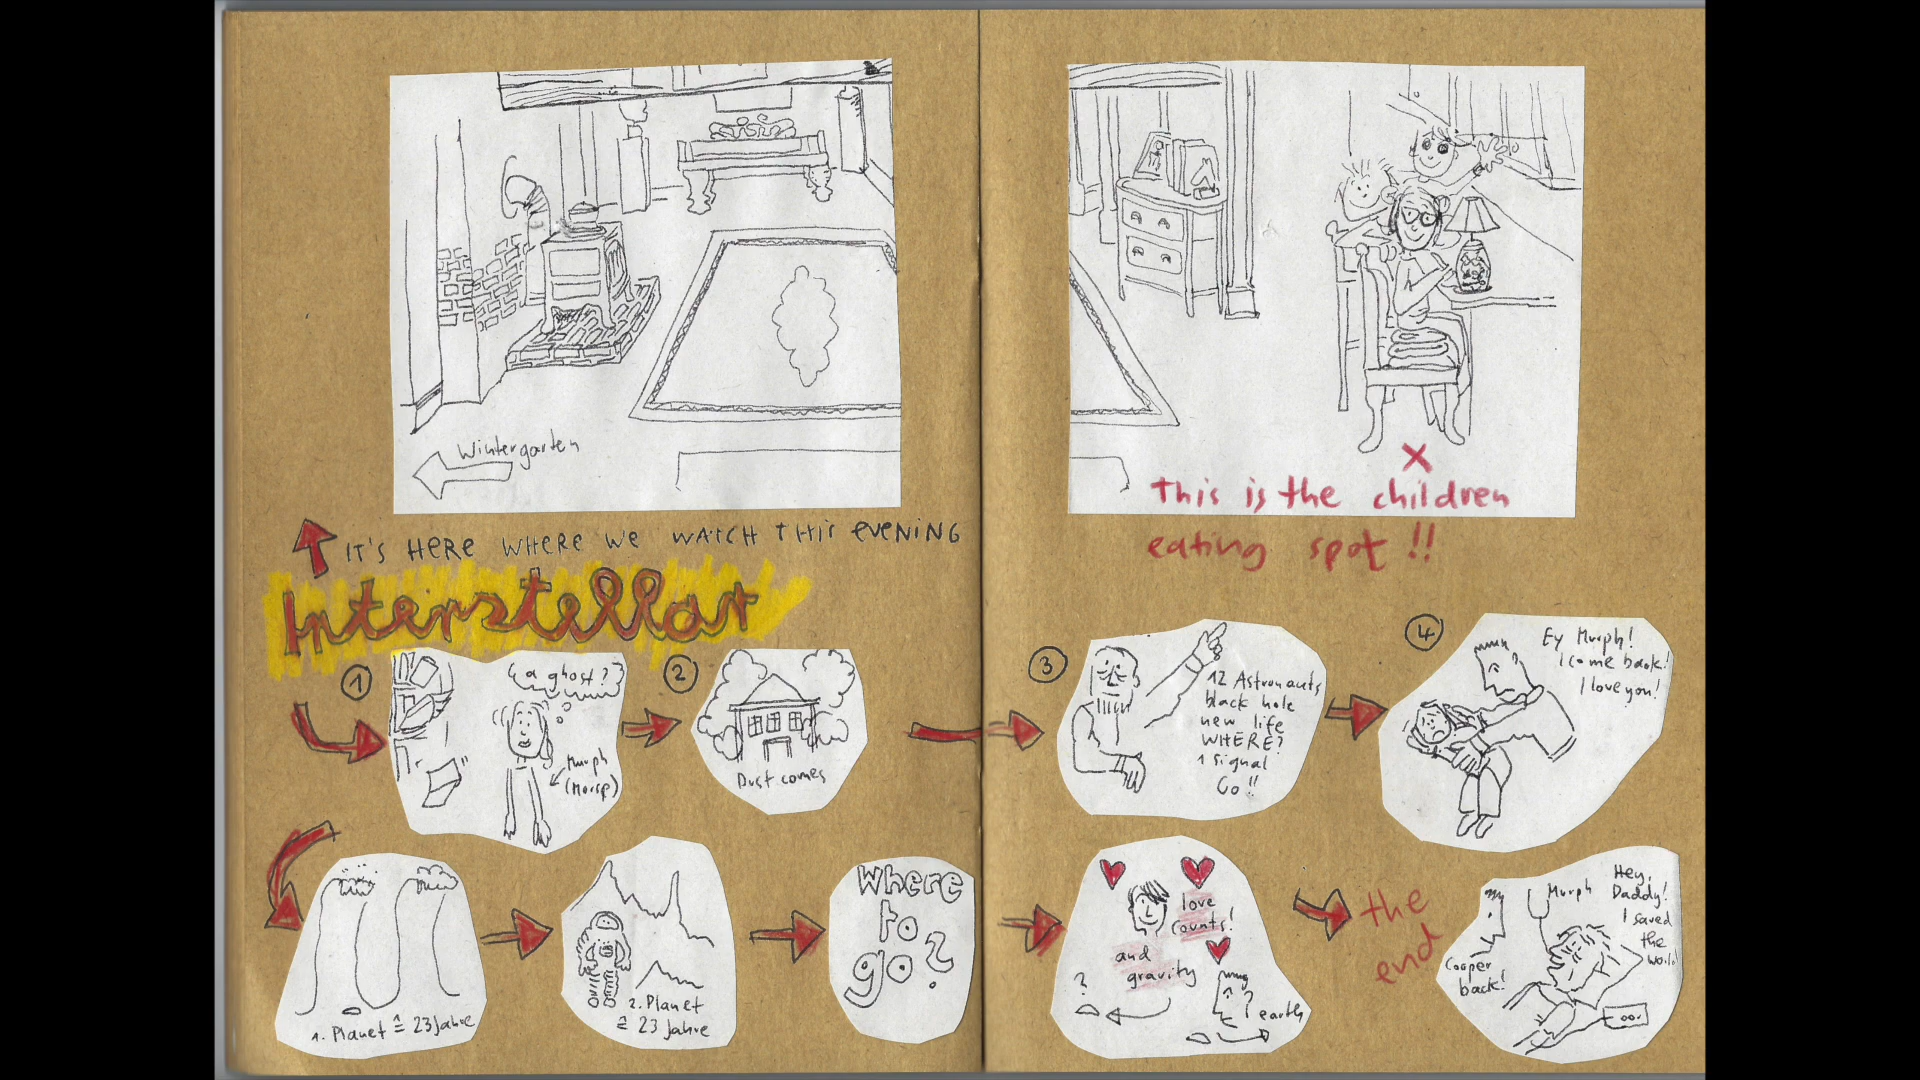 Wintergarten
IT'S HERE WHERE WE WATCH THIS EVENING
Interstellar
X
This is the children
eating spot!!
1
a ghost?
Murph
(Morse)
2
Dust comes
3
12 Astronauts
black hole
new life
WHERE?
1 signal
Go!!
4
Ey Murph!
I come back!
I love you!
1. Planet ≙ 23 Jahre
2. Planet
≙ 23 Jahre
Where
to
go?
love
counts!
and
gravity
?
?
earth
the
end
Murph
Hey,
Daddy!
I saved
the
world
Cooper
back!